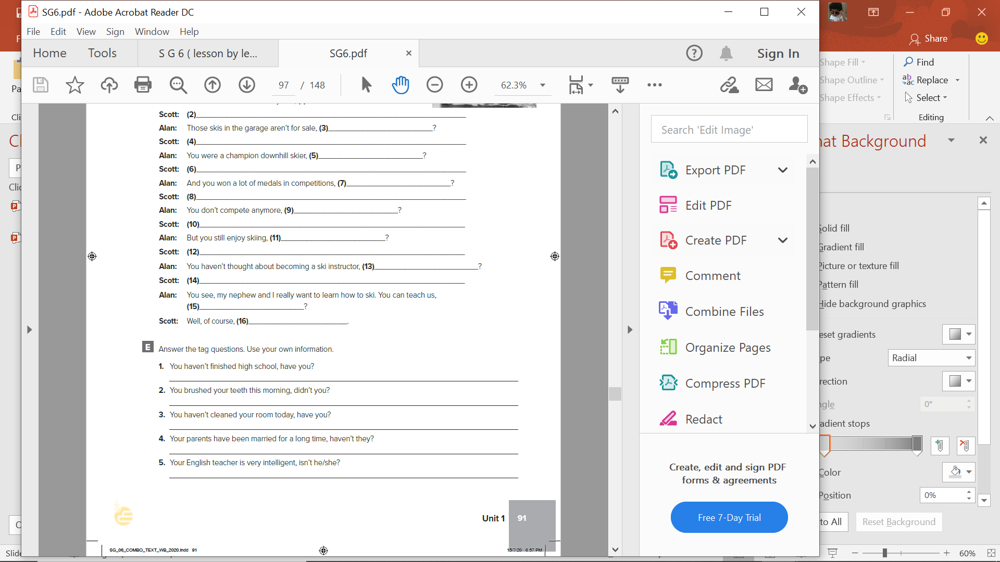 SG6.pdf - Adobe Acrobat Reader DC
File Edit View Sign Window Help
Home Tools S G 6 ( lesson by le... SG6.pdf × Sign In
97 / 148 62.3%
Scott: (2)
Alan: Those skis in the garage aren't for sale, (3)?
Scott: (4)
Alan: You were a champion downhill skier, (5)?
Scott: (6)
Alan: And you won a lot of medals in competitions, (7)?
Scott: (8)
Alan: You don't compete anymore, (9)?
Scott: (10)
Alan: But you still enjoy skiing, (11)?
Scott: (12)
Alan: You haven't thought about becoming a ski instructor, (13)?
Scott: (14)
Alan: You see, my nephew and I really want to learn how to ski. You can teach us,
(15)?
Scott: Well, of course, (16).
E Answer the tag questions. Use your own information.
1. You haven't finished high school, have you?
2. You brushed your teeth this morning, didn't you?
3. You haven't cleaned your room today, have you?
4. Your parents have been married for a long time, haven't they?
5. Your English teacher is very intelligent, isn't he/she?
Unit 1 91
SG_06_COMBO_TEXT_WB_2020.indd 91
15/7/20 6:57 PM
Search 'Edit Image'
Export PDF
Edit PDF
Create PDF
Comment
Combine Files
Organize Pages
Compress PDF
Redact
Create, edit and sign PDF
forms & agreements
Free 7-Day Trial
Share
Shape Fill
Shape Outline
Shape Effects
Find
Replace
Select
Editing
at Background
Solid fill
Gradient fill
Picture or texture fill
Pattern fill
Hide background graphics
eset gradients
pe Radial
rection
ngle 0°
radient stops
Color
Position 0%
to All Reset Background
Slide
60%